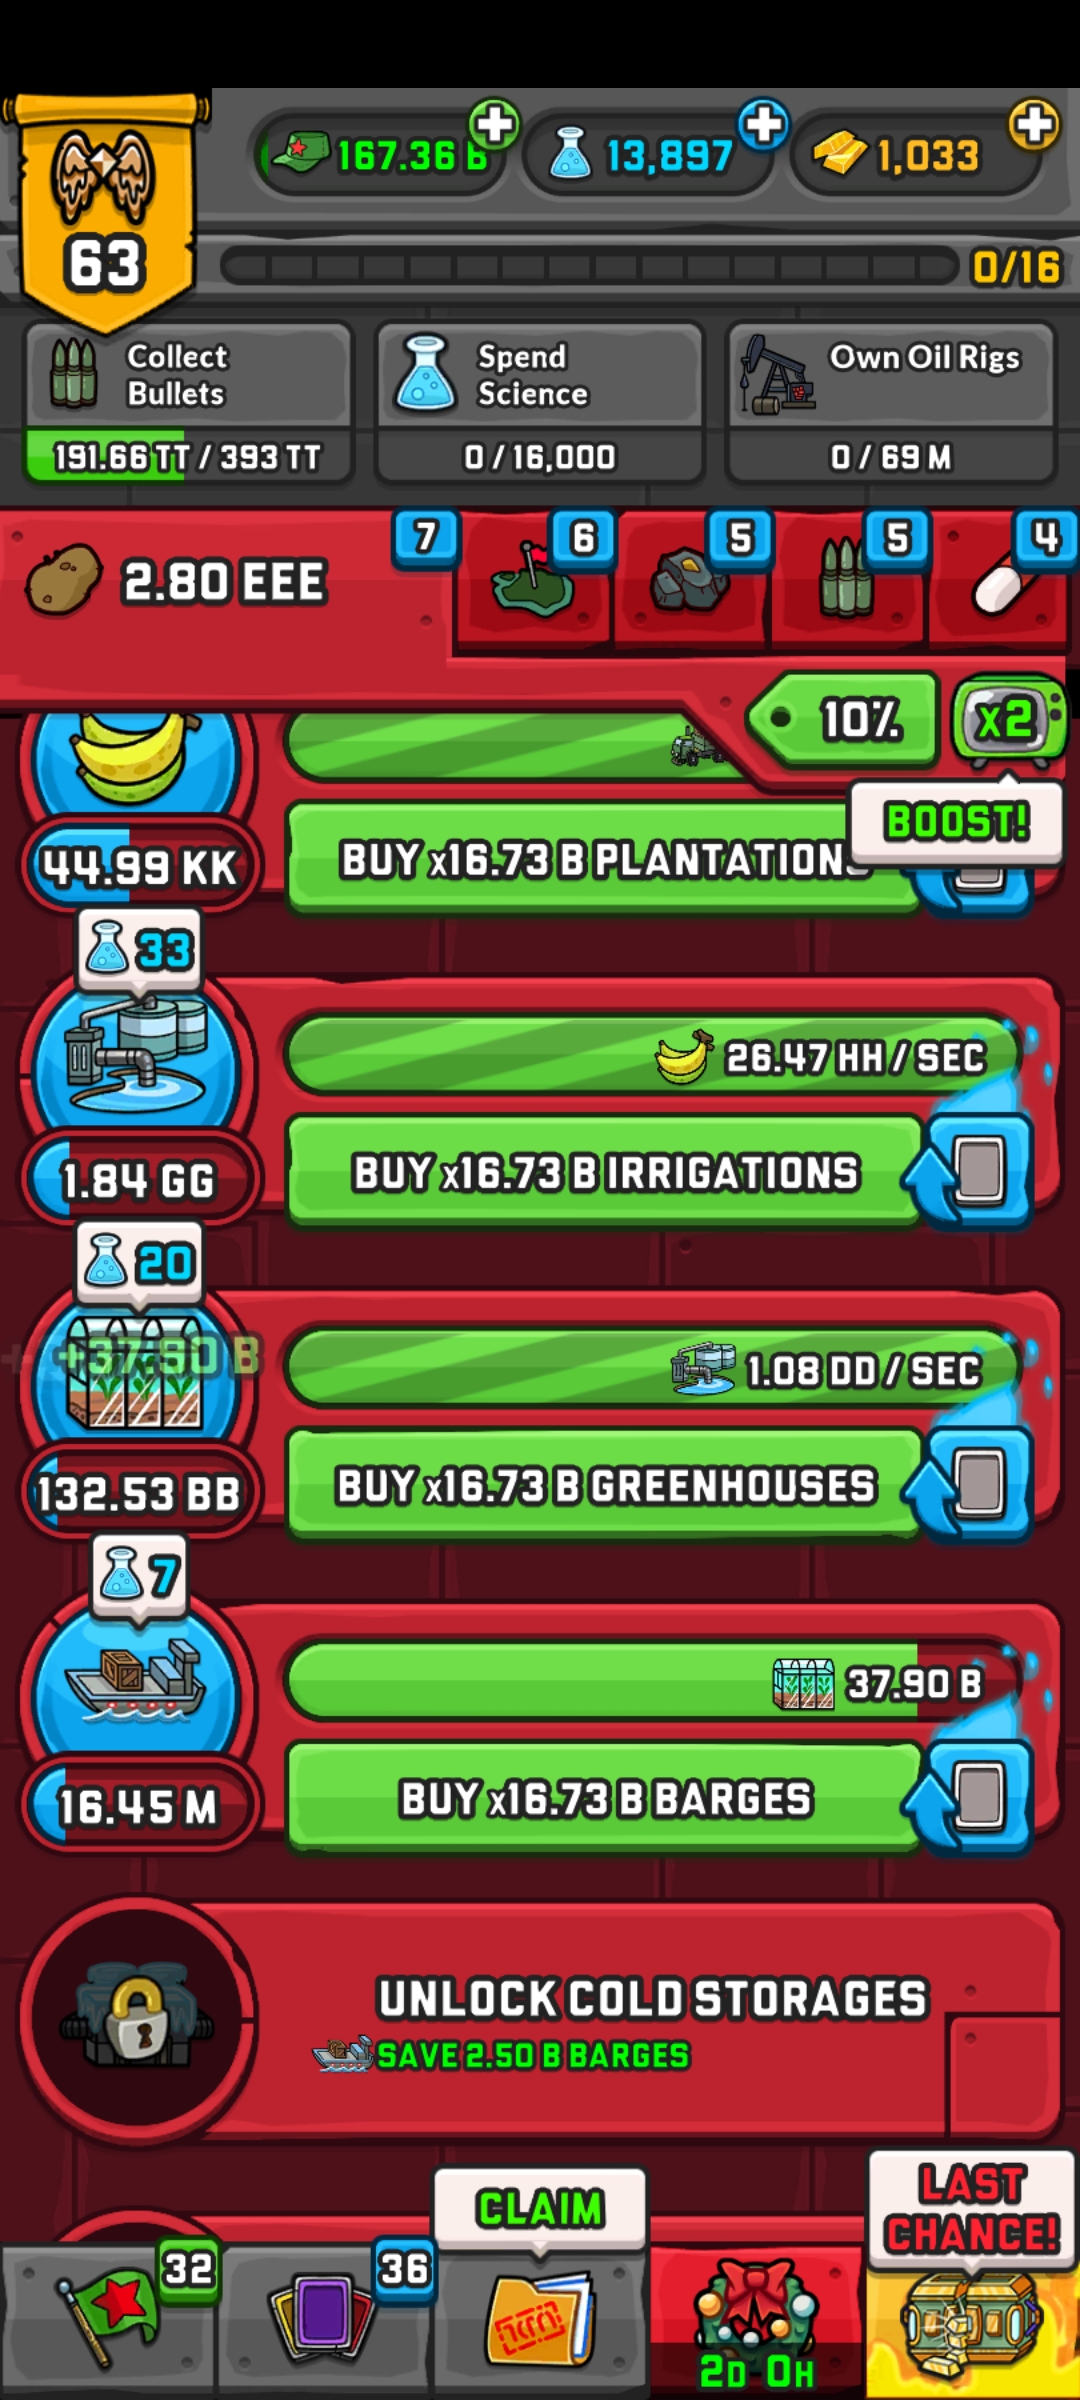 167.36 B
13,897
1,033
63
0/16
Collect
Bullets
Spend
Science
Own Oil Rigs
191.66 TT / 393 TT
0 / 16,000
0 / 69 M
7
6
5
5
4
2.80 EEE
10%
x2
BOOST!
44.99 KK
BUY x16.73 B PLANTATIONS
33
26.47 HH / SEC
1.84 GG
BUY x16.73 B IRRIGATIONS
20
+37.90 B
1.08 DD / SEC
132.53 BB
BUY x16.73 B GREENHOUSES
7
37.90 B
16.45 M
BUY x16.73 B BARGES
UNLOCK COLD STORAGES
SAVE 2.50 B BARGES
CLAIM
LAST
CHANCE!
32
36
2D 0H